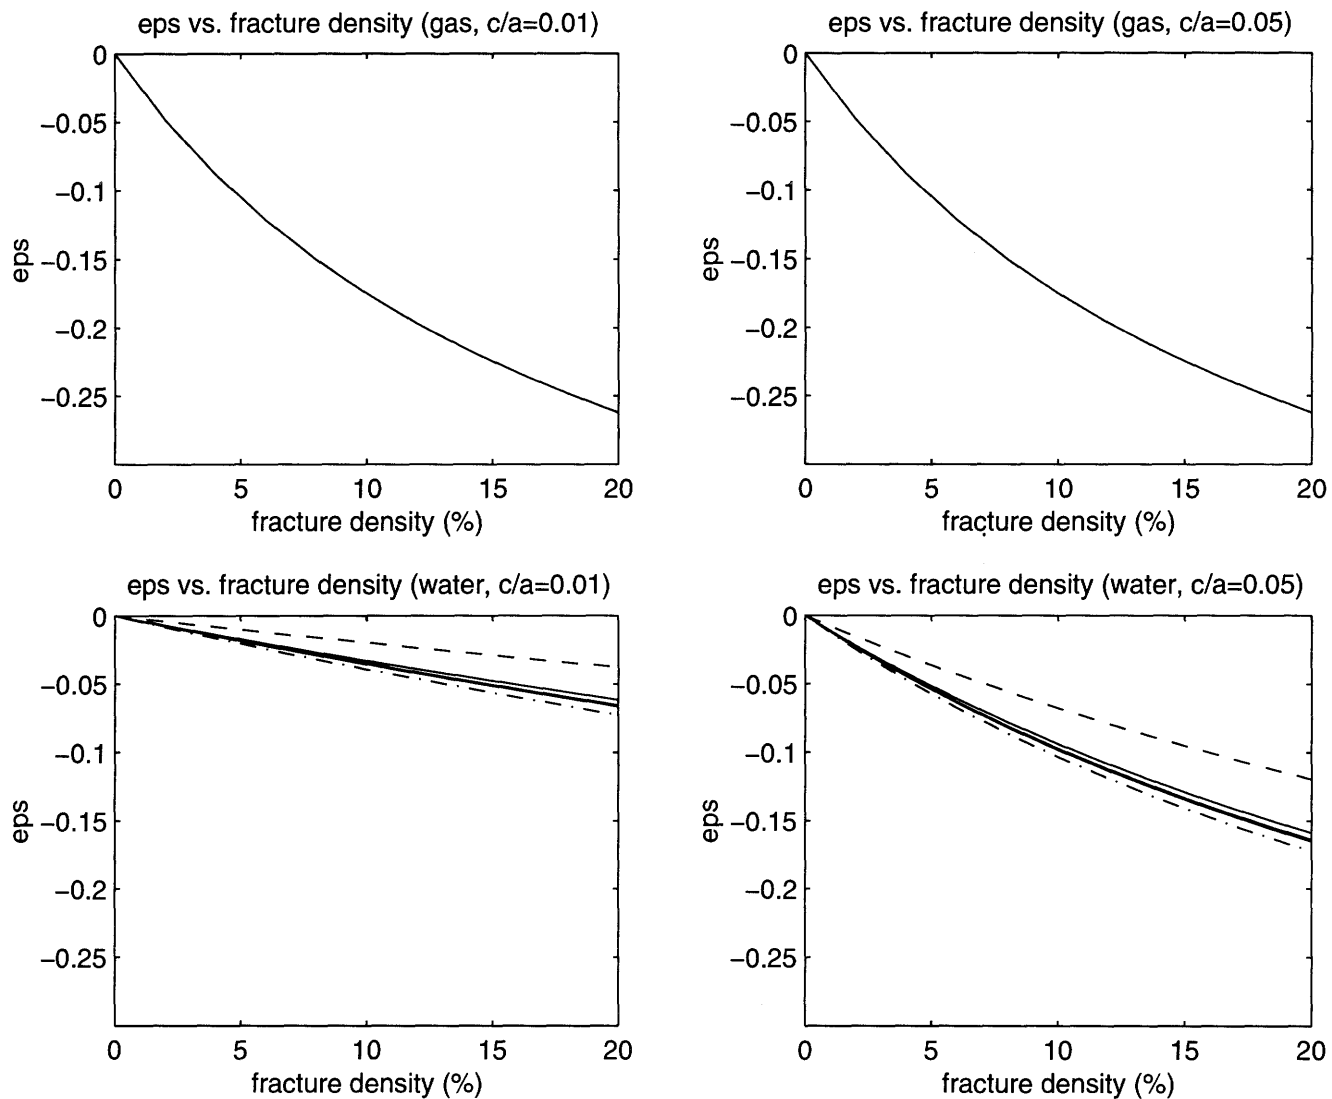 eps vs. fracture density (gas, c/a=0.01)
0
−0.05
−0.1
−0.15
−0.2
−0.25
eps
0 5 10 15 20
fracture density (%)
eps vs. fracture density (gas, c/a=0.05)
0
−0.05
−0.1
−0.15
−0.2
−0.25
eps
0 5 10 15 20
fracture density (%)
eps vs. fracture density (water, c/a=0.01)
0
−0.05
−0.1
−0.15
−0.2
−0.25
eps
0 5 10 15 20
fracture density (%)
eps vs. fracture density (water, c/a=0.05)
0
−0.05
−0.1
−0.15
−0.2
−0.25
eps
0 5 10 15 20
fracture density (%)